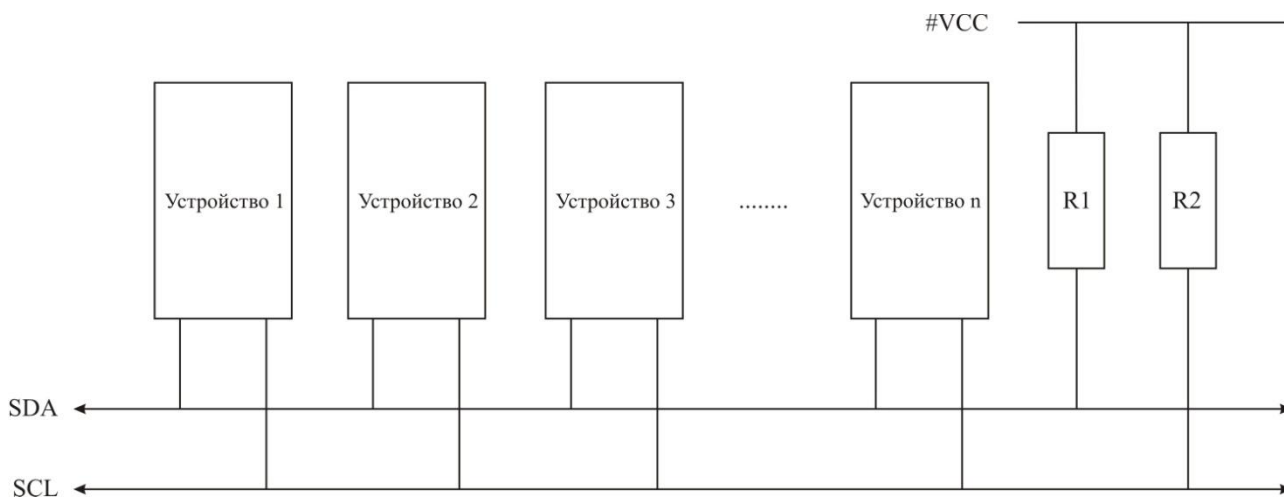 #VCC
Устройство 1
Устройство 2
Устройство 3
........
Устройство n
R1
R2
SDA
SCL